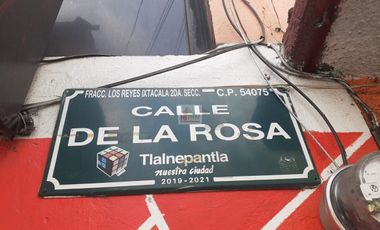 FRACC. LOS REYES IXTACALA 2DA. SECC. C.P. 54075
CALLE
DE LA ROSA
Tlalnepantla
nuestra ciudad
2019-2021